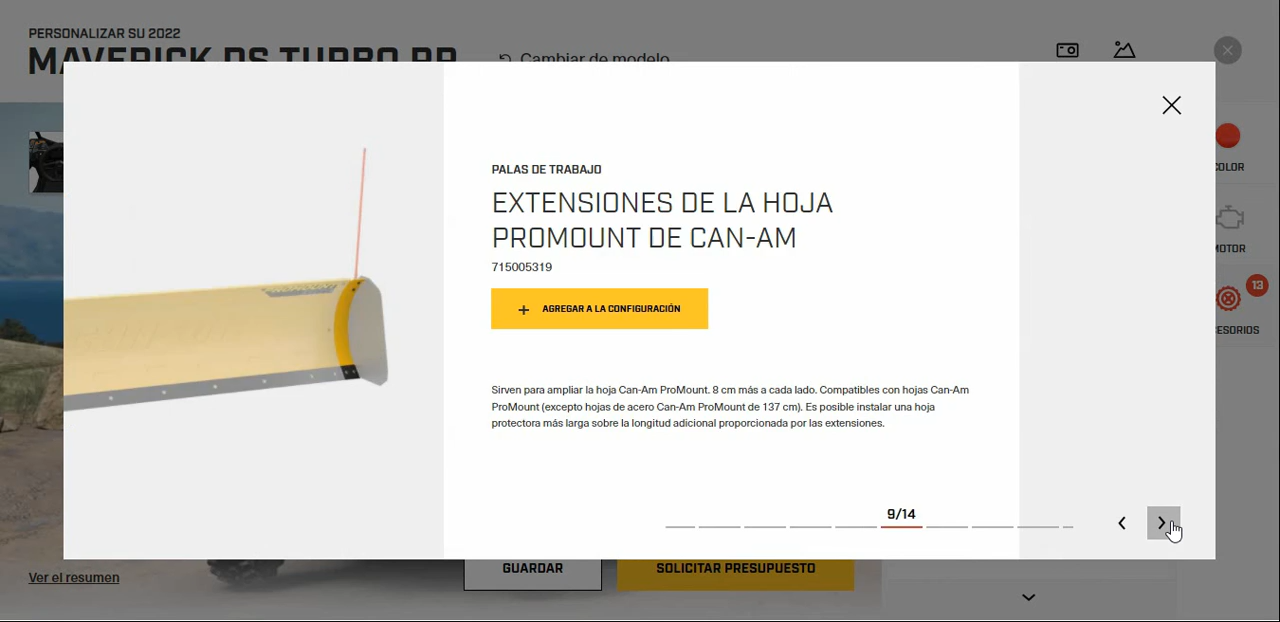 PERSONALIZAR SU 2022
MAVERICK DS TURBO RR
Cambiar de modelo
PALAS DE TRABAJO
EXTENSIONES DE LA HOJA
PROMOUNT DE CAN-AM
715005319
+ AGREGAR A LA CONFIGURACIÓN
Sirven para ampliar la hoja Can-Am ProMount. 8 cm más a cada lado. Compatibles con hojas Can-Am
ProMount (excepto hojas de acero Can-Am ProMount de 137 cm). Es posible instalar una hoja
protectora más larga sobre la longitud adicional proporcionada por las extensiones.
9/14
OLOR
MOTOR
13
ESORIOS
Ver el resumen
GUARDAR
SOLICITAR PRESUPUESTO